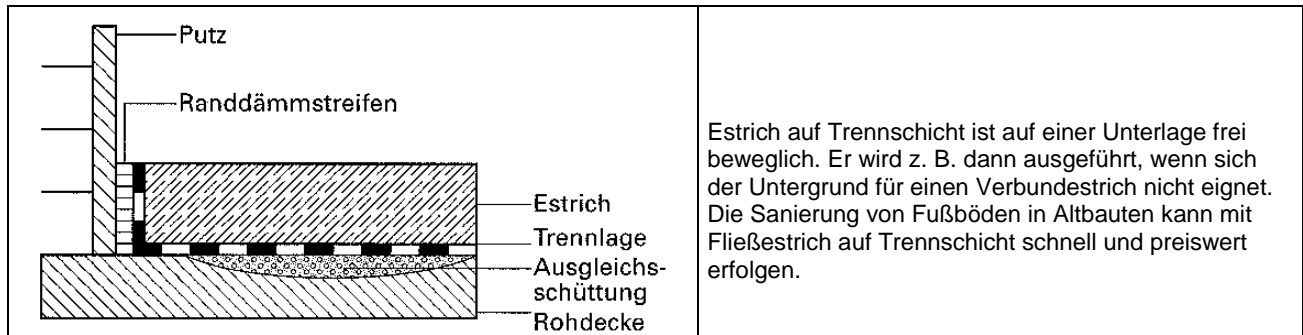 Putz
Randdämmstreifen
Estrich
Trennlage
Ausgleichs-
schüttung
Rohdecke
Estrich auf Trennschicht ist auf einer Unterlage frei
beweglich. Er wird z. B. dann ausgeführt, wenn sich
der Untergrund für einen Verbundestrich nicht eignet.
Die Sanierung von Fußböden in Altbauten kann mit
Fließestrich auf Trennschicht schnell und preiswert
erfolgen.